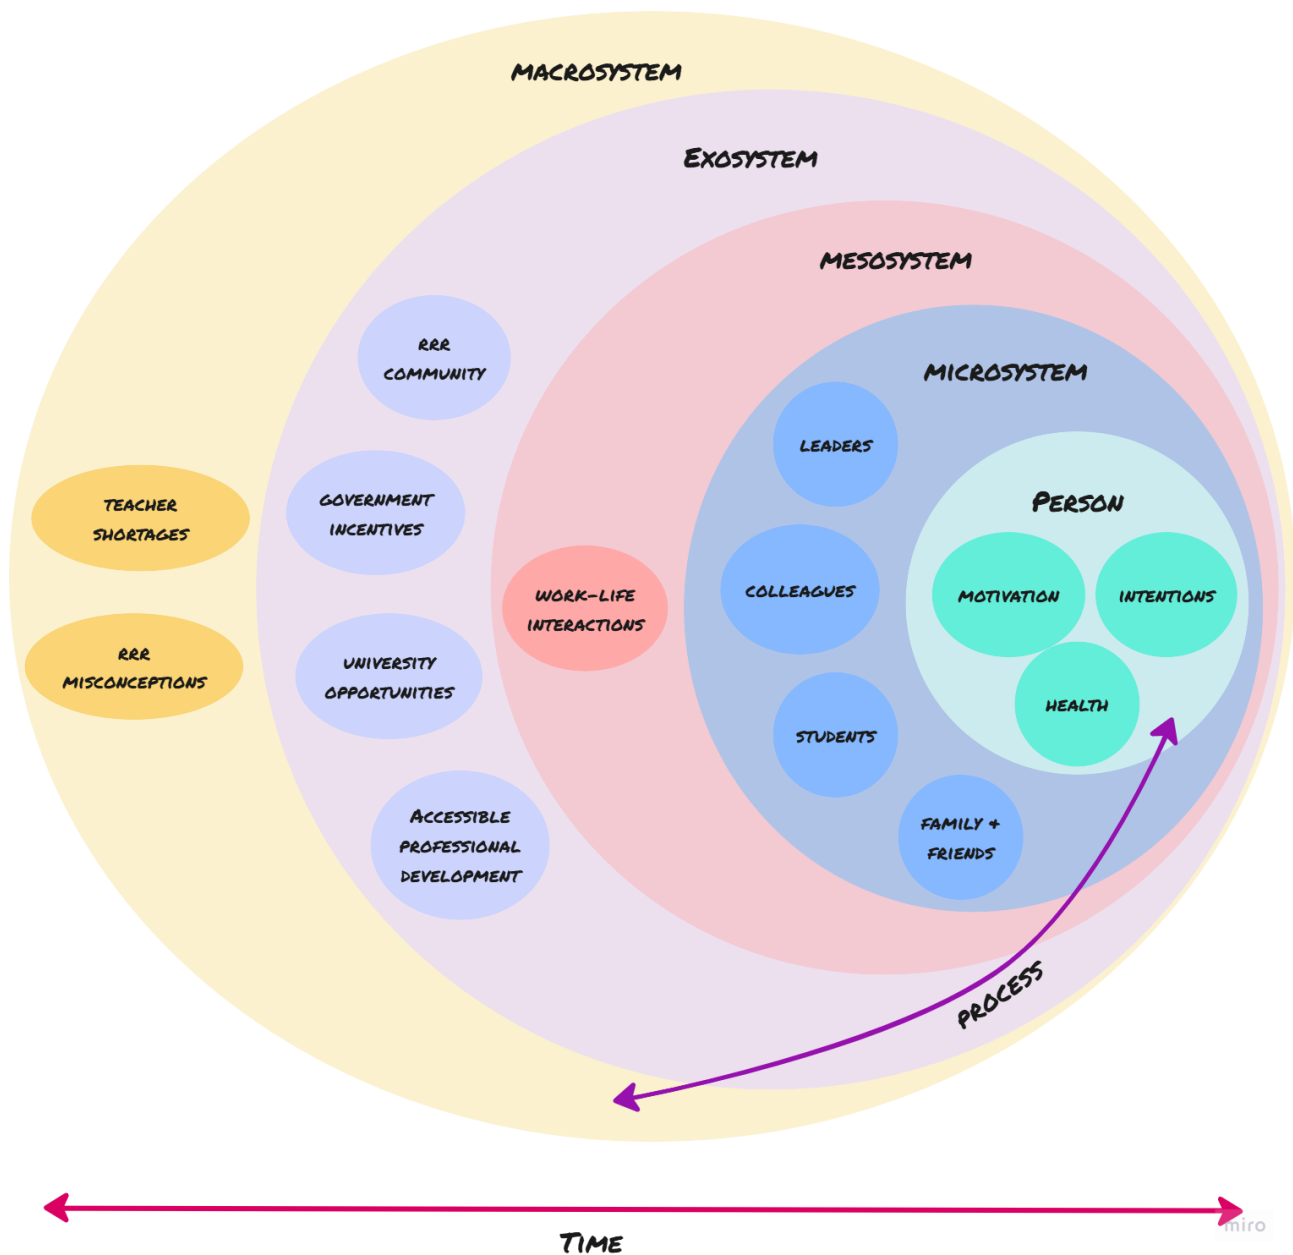 MACROSYSTEM
EXOSYSTEM
MESOSYSTEM
RRR
COMMUNITY
MICROSYSTEM
LEADERS
TEACHER
SHORTAGES
GOVERNMENT
INCENTIVES
PERSON
WORK-LIFE
INTERACTIONS
COLLEAGUES
MOTIVATION
INTENTIONS
RRR
MISCONCEPTIONS
UNIVERSITY
OPPORTUNITIES
STUDENTS
HEALTH
ACCESSIBLE
PROFESSIONAL
DEVELOPMENT
FAMILY &
FRIENDS
PROCESS
TIME
miro